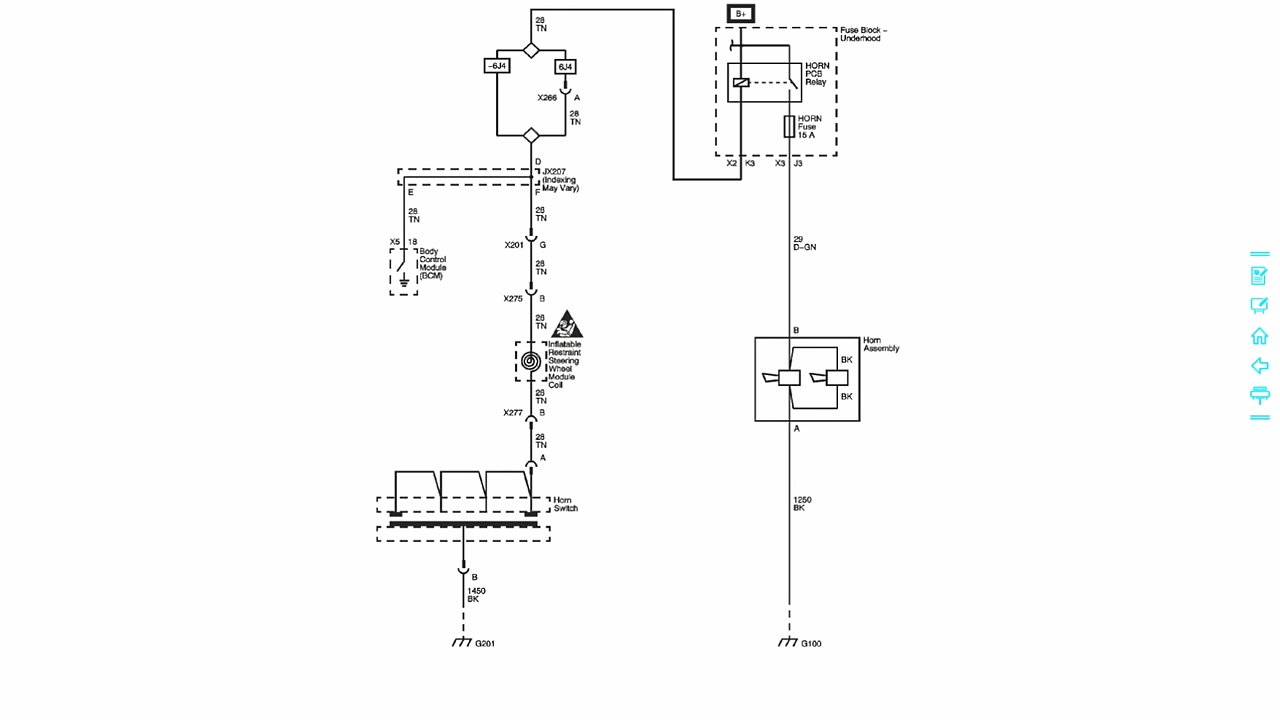 28
TN
B+
Fuse Block –
Underhood
–6J4
6J4
HORN
PCB
Relay
X266
A
28
TN
HORN
Fuse
15 A
D
X2
K3
X3
J3
JX207
(Indexing
May Vary)
E
F
28
TN
28
TN
X5
18
X201
G
29
D–GN
Body
Control
Module
(BCM)
28
TN
X275
B
28
TN
B
Horn
Assembly
Inflatable
Restraint
Steering
Wheel
Module
Coil
BK
BK
28
TN
X277
B
A
28
TN
A
Horn
Switch
1250
BK
B
1450
BK
G201
G100